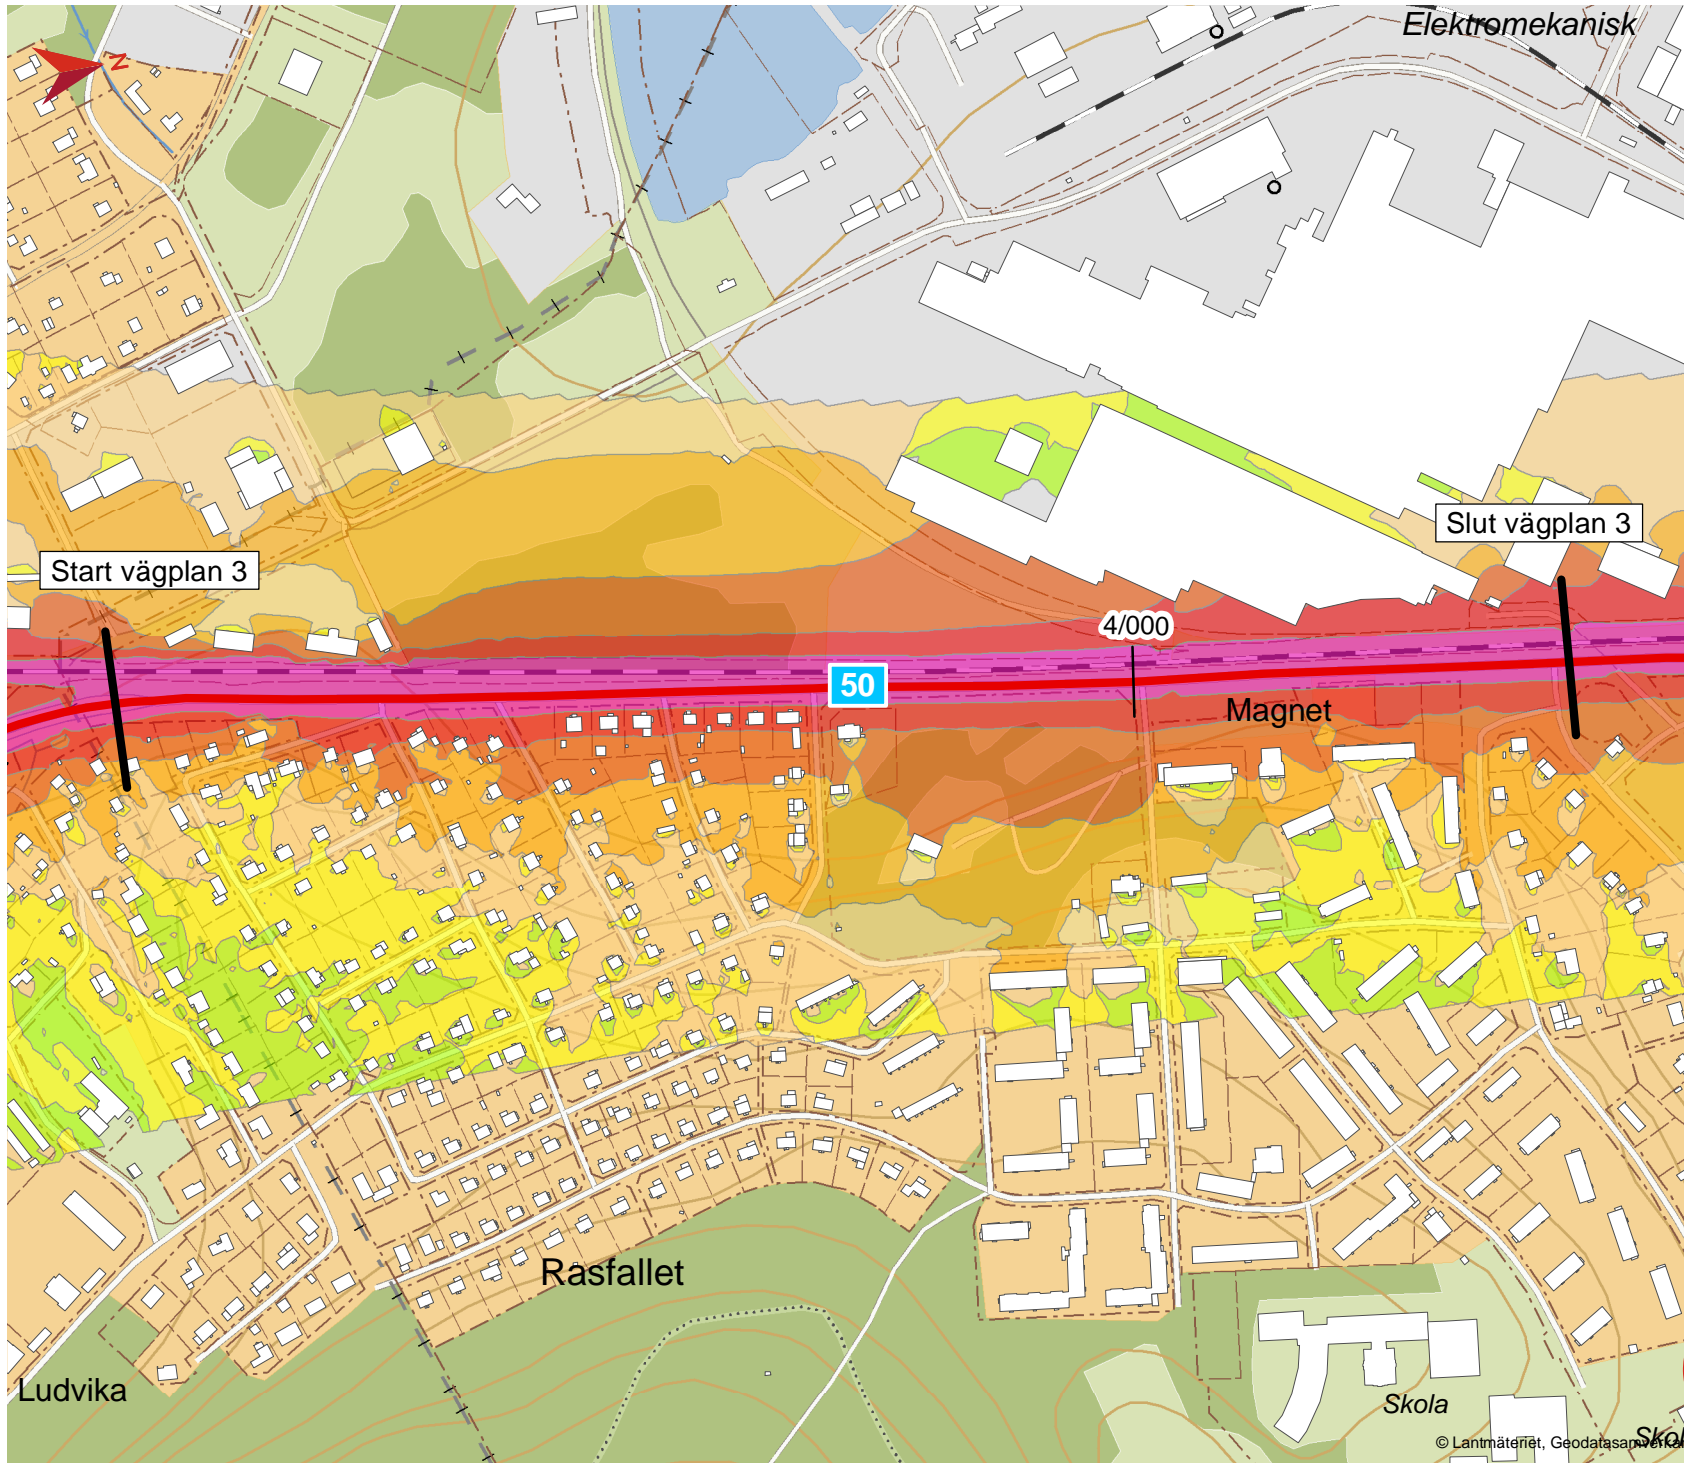 Elektromekanisk
N
Slut vägplan 3
Start vägplan 3
4/000
50
Magnet
Rasfallet
Ludvika
Skola
© Lantmäteriet, Geodatasamverkan